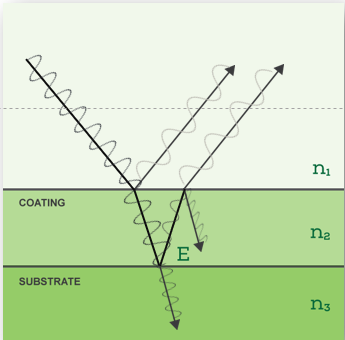 n₁
COATING
n₂
E
SUBSTRATE
n₃